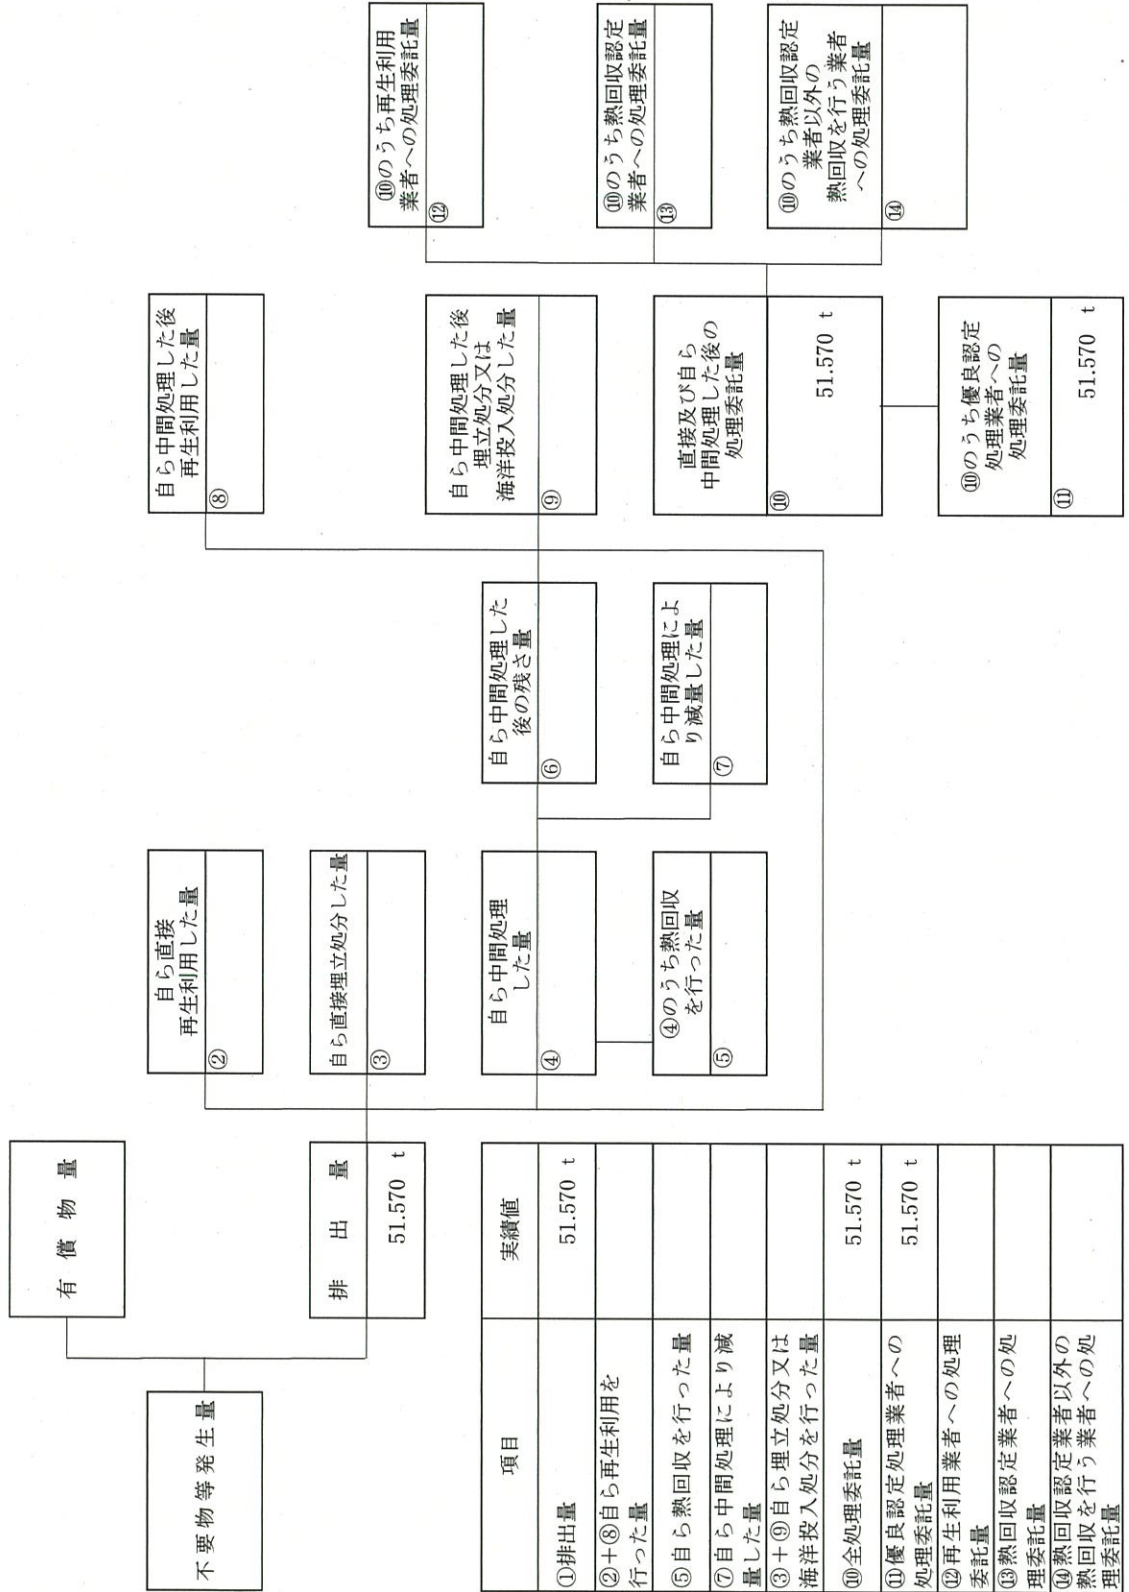 不要物等発生量
有償物量
排出量
51.570 t
自ら直接
再生利用した量
②
自ら直接埋立処分した量
③
自ら中間処理
した量
④
④のうち熱回収
を行った量
⑤
自ら中間処理した
後の残さ量
⑥
自ら中間処理によ
り減量した量
⑦
自ら中間処理した後
再生利用した量
⑧
自ら中間処理した後
埋立処分又は
海洋投入処分した量
⑨
直接及び自ら
中間処理した後の
処理委託量
⑩
51.570 t
⑩のうち優良認定
処理業者への
処理委託量
⑪
51.570 t
⑩のうち再生利用
業者への処理委託量
⑫
⑩のうち熱回収認定
業者への処理委託量
⑬
⑩のうち熱回収認定
業者以外の
熱回収を行う業者
への処理委託量
⑭
項目 実績値
①排出量 51.570 t
②+⑧自ら再生利用を
行った量
⑤自ら熱回収を行った量
⑦自ら中間処理により減
量した量
③+⑨自ら埋立処分又は
海洋投入処分を行った量
⑩全処理委託量 51.570 t
⑪優良認定処理業者への
処理委託量 51.570 t
⑫再生利用業者への処理
委託量
⑬熱回収認定業者への処
理委託量
⑭熱回収認定業者以外の
熱回収を行う業者への処
理委託量